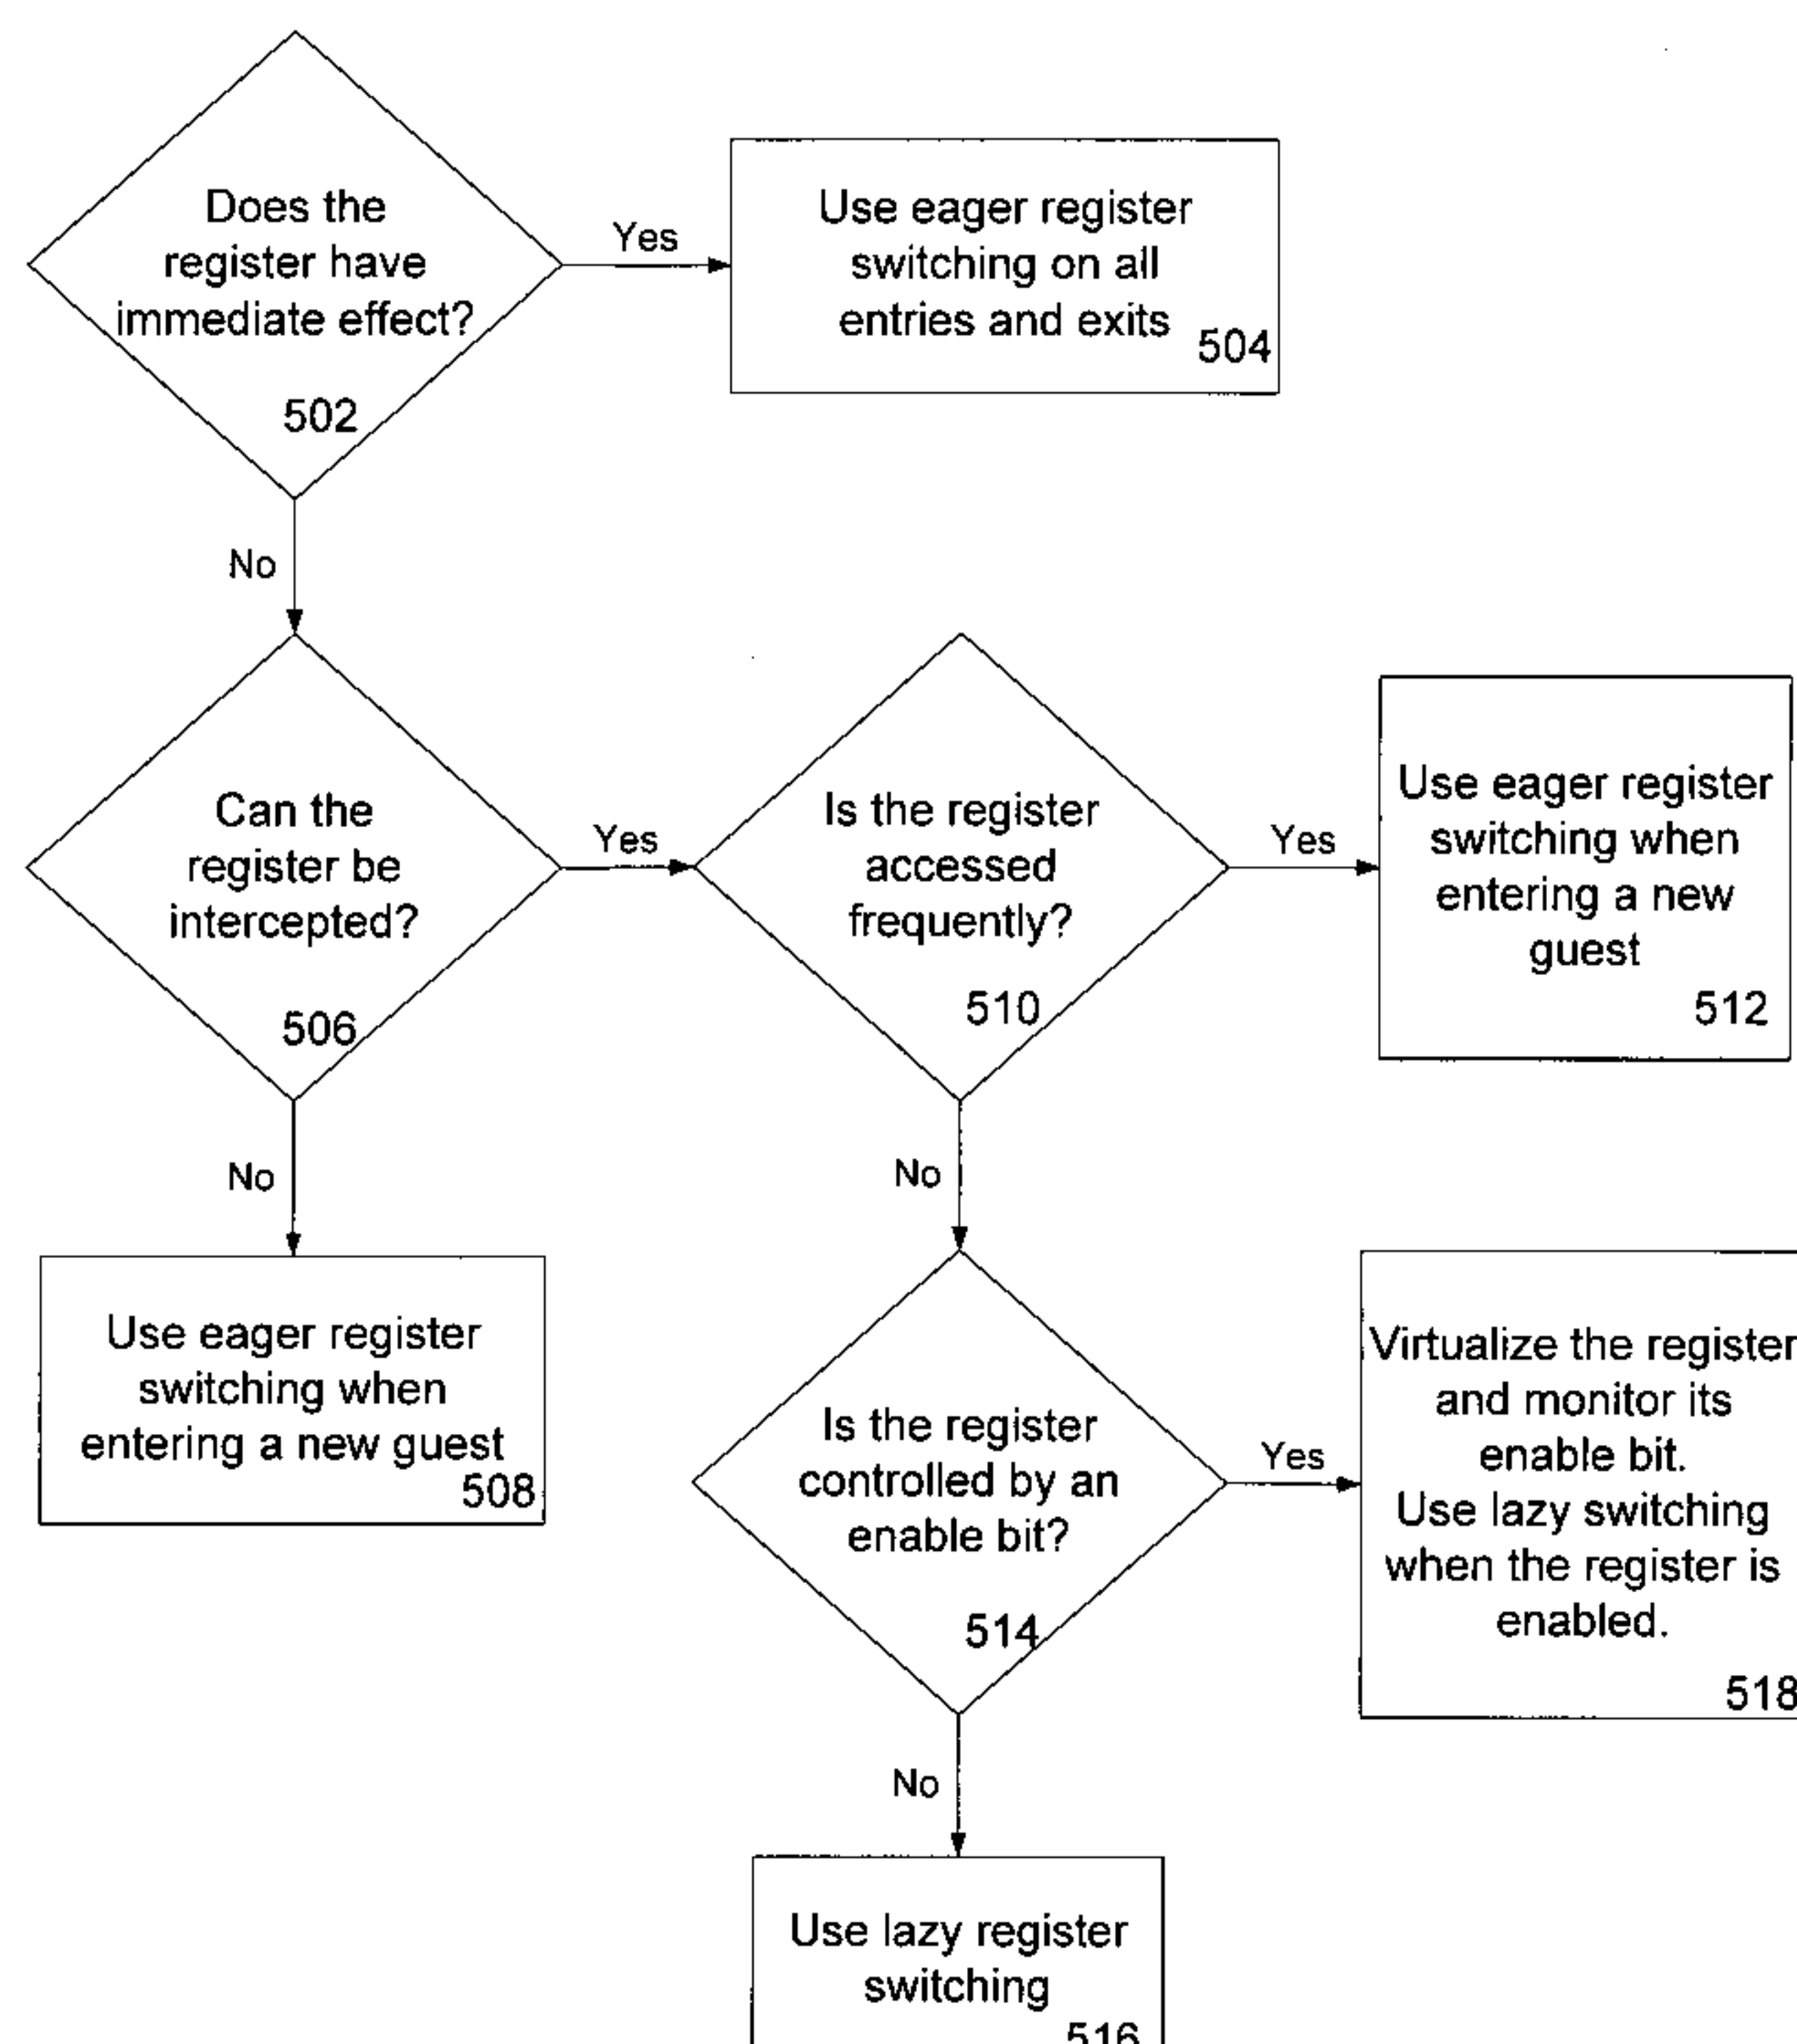 Does the
register have
immediate effect?
502
Yes
Use eager register
switching on all
entries and exits
504
No
Can the
register be
intercepted?
506
Yes
Is the register
accessed
frequently?
510
Yes
Use eager register
switching when
entering a new
guest
512
No
Use eager register
switching when
entering a new guest
508
No
Is the register
controlled by an
enable bit?
514
Yes
Virtualize the register
and monitor its
enable bit.
Use lazy switching
when the register is
enabled.
518
No
Use lazy register
switching
516